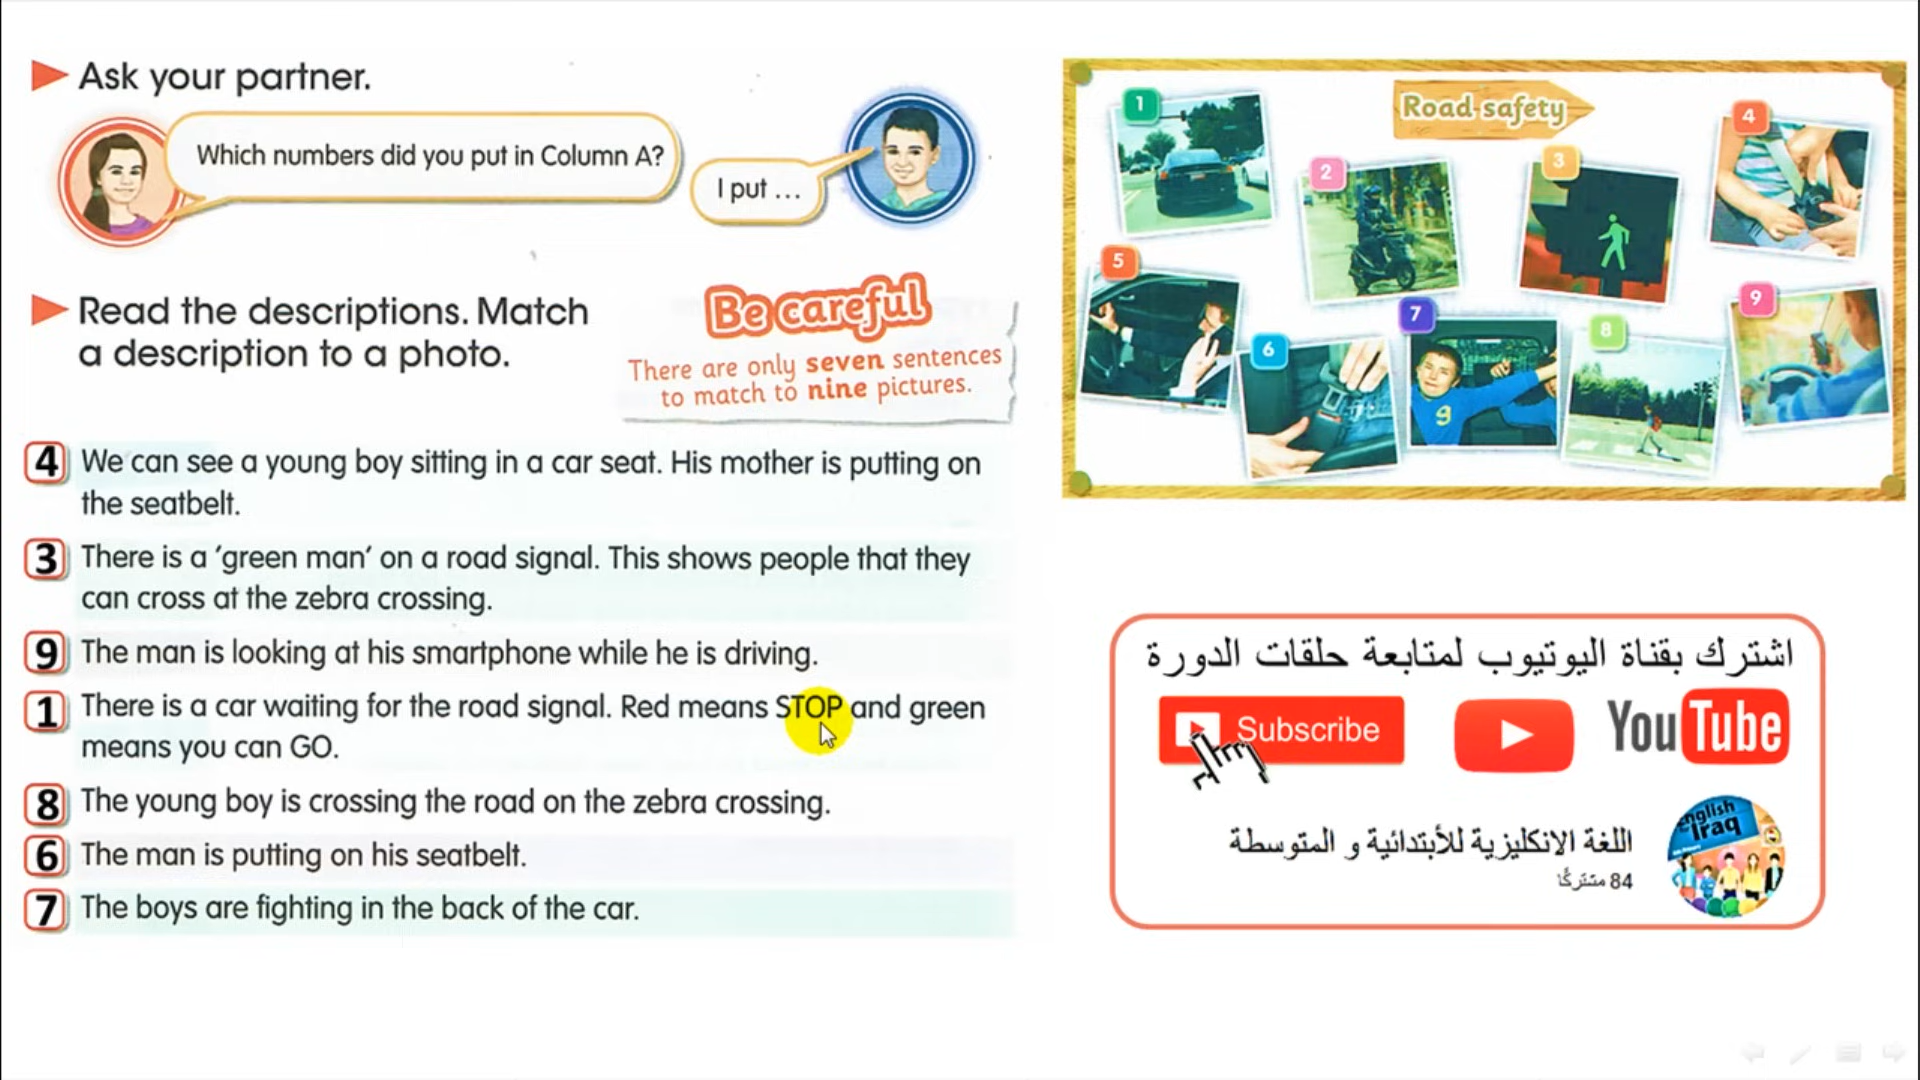 Ask your partner.
Which numbers did you put in Column A?
I put ...
Read the descriptions. Match
a description to a photo.
Be careful
There are only seven sentences
to match to nine pictures.
4 We can see a young boy sitting in a car seat. His mother is putting on
the seatbelt.
3 There is a ‘green man’ on a road signal. This shows people that they
can cross at the zebra crossing.
9 The man is looking at his smartphone while he is driving.
1 There is a car waiting for the road signal. Red means STOP and green
means you can GO.
8 The young boy is crossing the road on the zebra crossing.
6 The man is putting on his seatbelt.
7 The boys are fighting in the back of the car.
Road safety
1
2
3
4
5
6
7
9
8
9
اشترك بقناة اليوتيوب لمتابعة حلقات الدورة
Subscribe
YouTube
English
Iraq
اللغة الانكليزية للأبتدائية و المتوسطة
84 مشتركًا